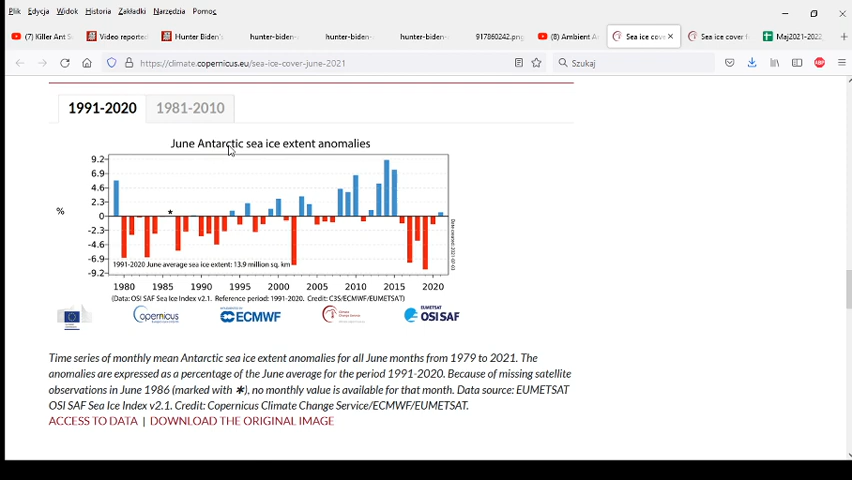 Plik Edycja Widok Historia Zakładki Narzędzia Pomoc
(7) Killer Ant S
Video reported
Hunter Biden's
hunter-biden-
hunter-biden-
hunter-biden-
917860242.png
(8) Ambient A
Sea ice cov
Sea ice cover f
Maj2021-2022
https://climate.copernicus.eu/sea-ice-cover-june-2021
Szukaj
ABP
1991-2020 1981-2010
June Antarctic sea ice extent anomalies
9.2
6.9
4.6
2.3
%
0
-2.3
-4.6
-6.9
-9.2
*
1991-2020 June average sea ice extent: 13.9 million sq. km
1980 1985 1990 1995 2000 2005 2010 2015 2020
(Data: OSI SAF Sea Ice Index v2.1. Reference period: 1991-2020. Credit: C3S/ECMWF/EUMETSAT)
Copernicus
ECMWF
EUMETSAT
OSI SAF
Time series of monthly mean Antarctic sea ice extent anomalies for all June months from 1979 to 2021. The
anomalies are expressed as a percentage of the June average for the period 1991-2020. Because of missing satellite
observations in June 1986 (marked with ∗), no monthly value is available for that month. Data source: EUMETSAT
OSI SAF Sea Ice Index v2.1. Credit: Copernicus Climate Change Service/ECMWF/EUMETSAT.
ACCESS TO DATA | DOWNLOAD THE ORIGINAL IMAGE